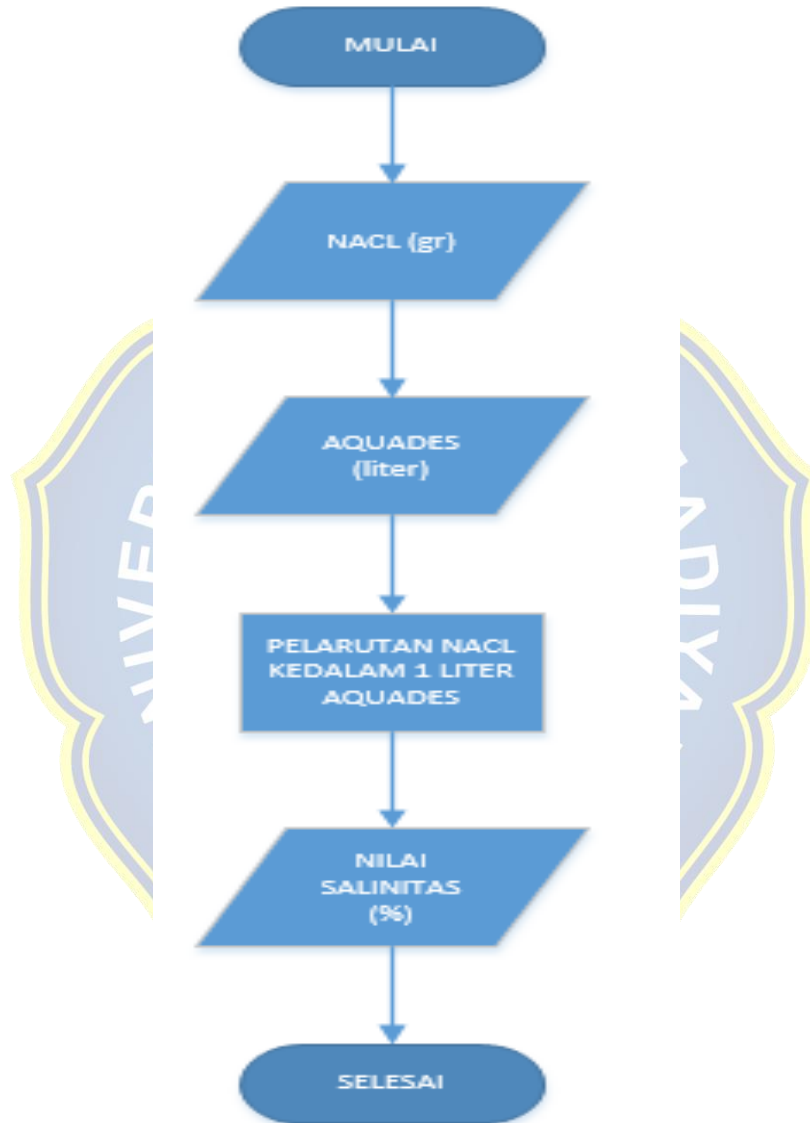 MULAI
NACL (gr)
AQUADES
(liter)
PELARUTAN NACL
KEDALAM 1 LITER
AQUADES
NILAI
SALINITAS
(%)
SELESAI